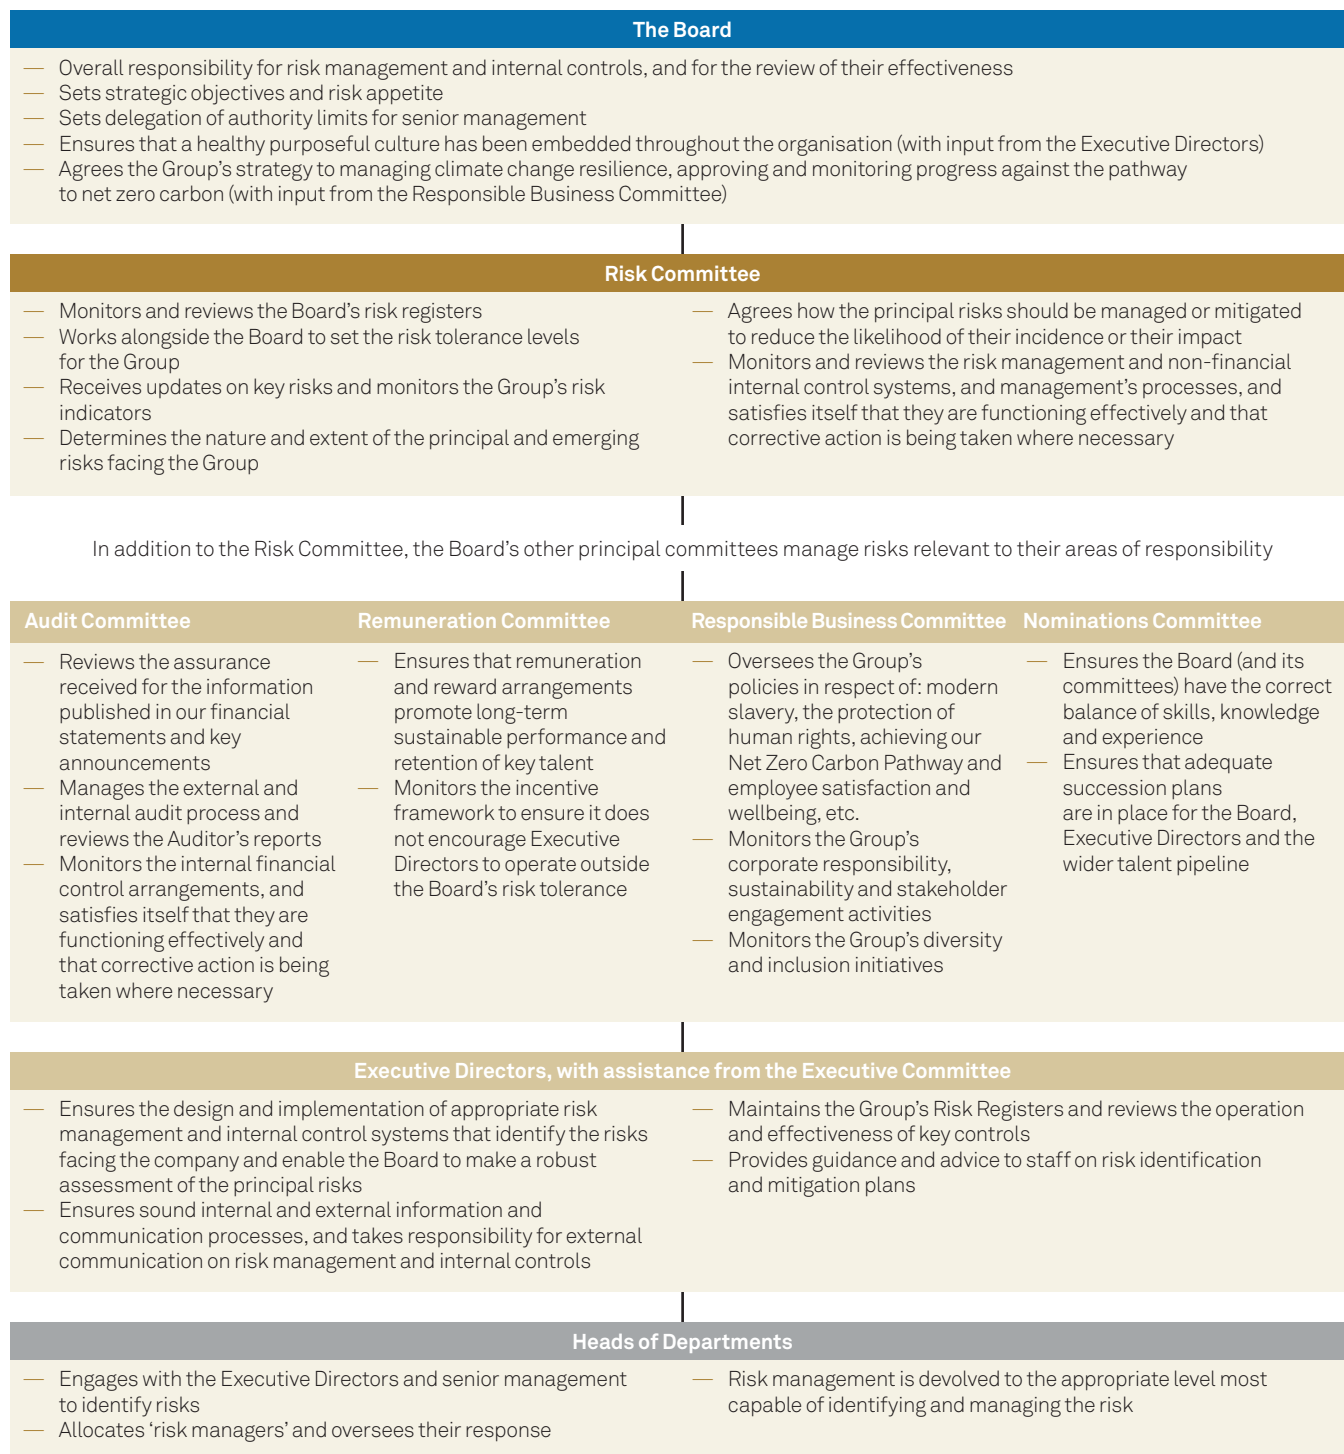 The Board
— Overall responsibility for risk management and internal controls, and for the review of their effectiveness
— Sets strategic objectives and risk appetite
— Sets delegation of authority limits for senior management
— Ensures that a healthy purposeful culture has been embedded throughout the organisation (with input from the Executive Directors)
— Agrees the Group’s strategy to managing climate change resilience, approving and monitoring progress against the pathway
to net zero carbon (with input from the Responsible Business Committee)
Risk Committee
— Monitors and reviews the Board’s risk registers
— Works alongside the Board to set the risk tolerance levels
for the Group
— Receives updates on key risks and monitors the Group’s risk
indicators
— Determines the nature and extent of the principal and emerging
risks facing the Group
— Agrees how the principal risks should be managed or mitigated
to reduce the likelihood of their incidence or their impact
— Monitors and reviews the risk management and non-financial
internal control systems, and management’s processes, and
satisfies itself that they are functioning effectively and that
corrective action is being taken where necessary
In addition to the Risk Committee, the Board’s other principal committees manage risks relevant to their areas of responsibility
Audit Committee
— Reviews the assurance
received for the information
published in our financial
statements and key
announcements
— Manages the external and
internal audit process and
reviews the Auditor’s reports
— Monitors the internal financial
control arrangements, and
satisfies itself that they are
functioning effectively and
that corrective action is being
taken where necessary
Remuneration Committee
— Ensures that remuneration
and reward arrangements
promote long-term
sustainable performance and
retention of key talent
— Monitors the incentive
framework to ensure it does
not encourage Executive
Directors to operate outside
the Board’s risk tolerance
Responsible Business Committee
— Oversees the Group’s
policies in respect of: modern
slavery, the protection of
human rights, achieving our
Net Zero Carbon Pathway and
employee satisfaction and
wellbeing, etc.
— Monitors the Group’s
corporate responsibility,
sustainability and stakeholder
engagement activities
— Monitors the Group’s diversity
and inclusion initiatives
Nominations Committee
— Ensures the Board (and its
committees) have the correct
balance of skills, knowledge
and experience
— Ensures that adequate
succession plans
are in place for the Board,
Executive Directors and the
wider talent pipeline
Executive Directors, with assistance from the Executive Committee
— Ensures the design and implementation of appropriate risk
management and internal control systems that identify the risks
facing the company and enable the Board to make a robust
assessment of the principal risks
— Ensures sound internal and external information and
communication processes, and takes responsibility for external
communication on risk management and internal controls
— Maintains the Group’s Risk Registers and reviews the operation
and effectiveness of key controls
— Provides guidance and advice to staff on risk identification
and mitigation plans
Heads of Departments
— Engages with the Executive Directors and senior management
to identify risks
— Allocates ‘risk managers’ and oversees their response
— Risk management is devolved to the appropriate level most
capable of identifying and managing the risk